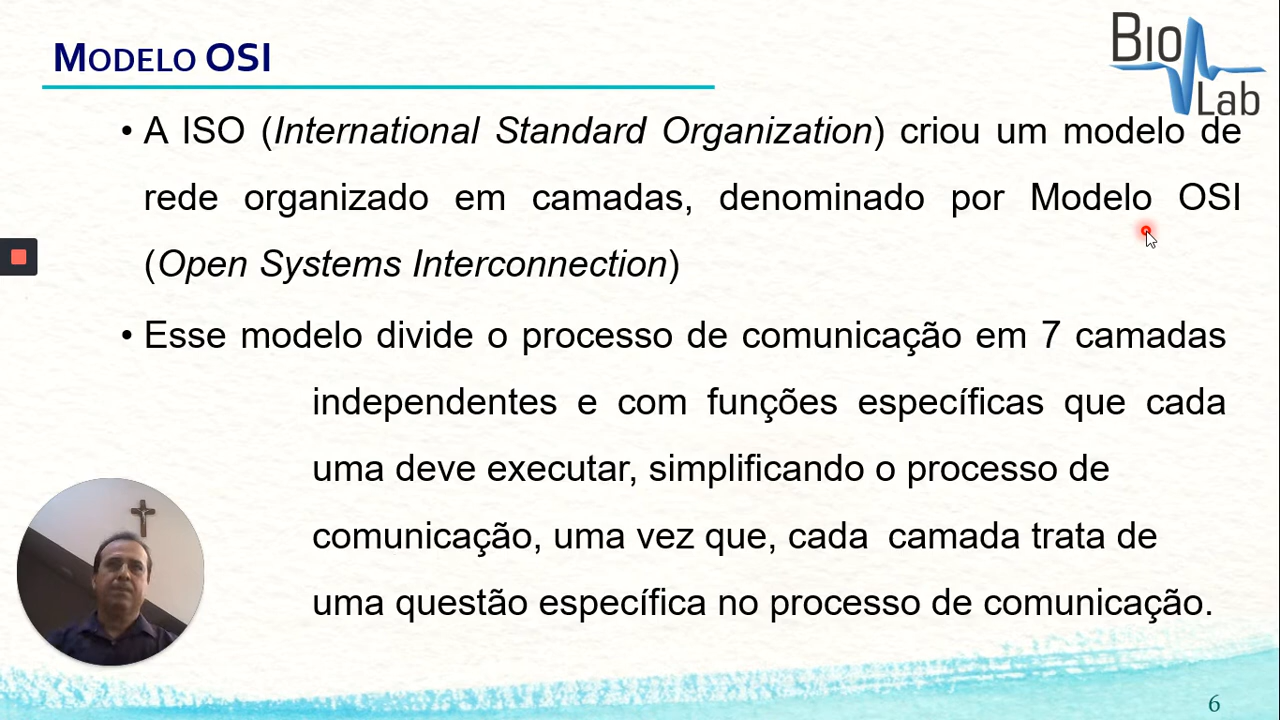 MODELO OSI
Bio
Lab
• A ISO (International Standard Organization) criou um modelo de
rede organizado em camadas, denominado por Modelo OSI
(Open Systems Interconnection)
• Esse modelo divide o processo de comunicação em 7 camadas
independentes e com funções específicas que cada
uma deve executar, simplificando o processo de
comunicação, uma vez que, cada camada trata de
uma questão específica no processo de comunicação.
6